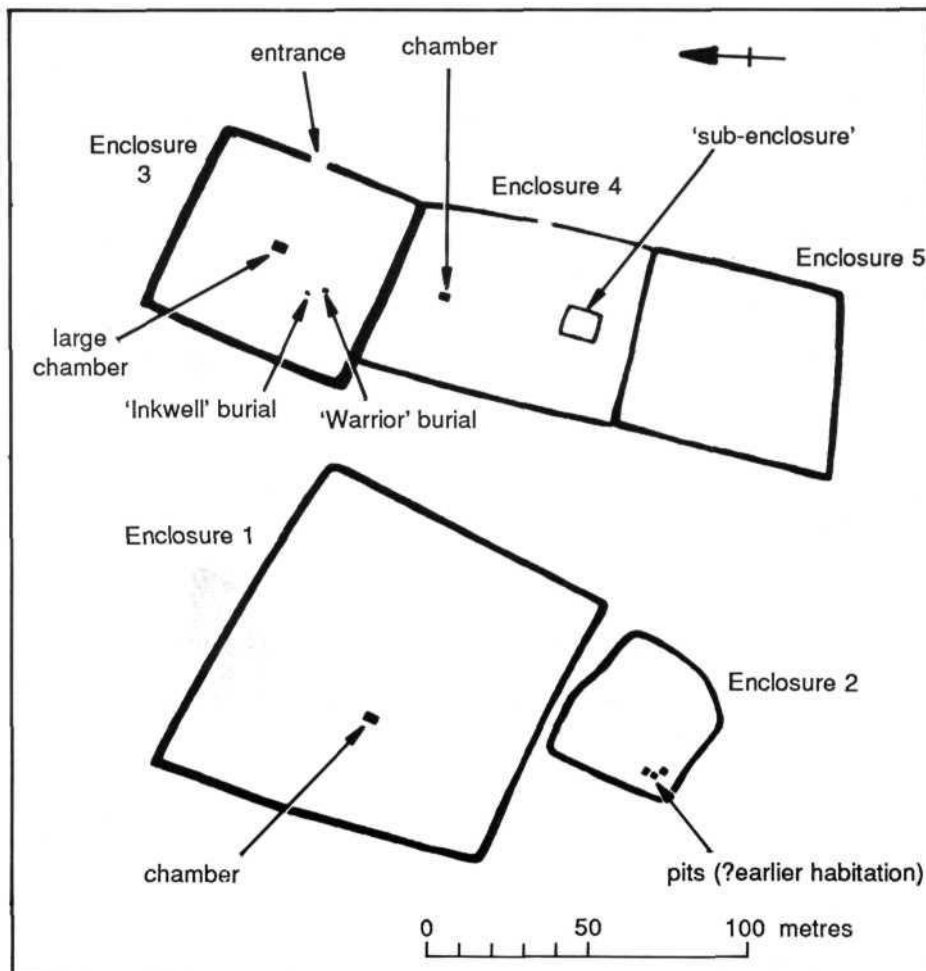 entrance
chamber
Enclosure
3
'sub-enclosure'
Enclosure 4
Enclosure 5
large
chamber
'Inkwell' burial
'Warrior' burial
Enclosure 1
Enclosure 2
chamber
pits (?earlier habitation)
0 50 100 metres